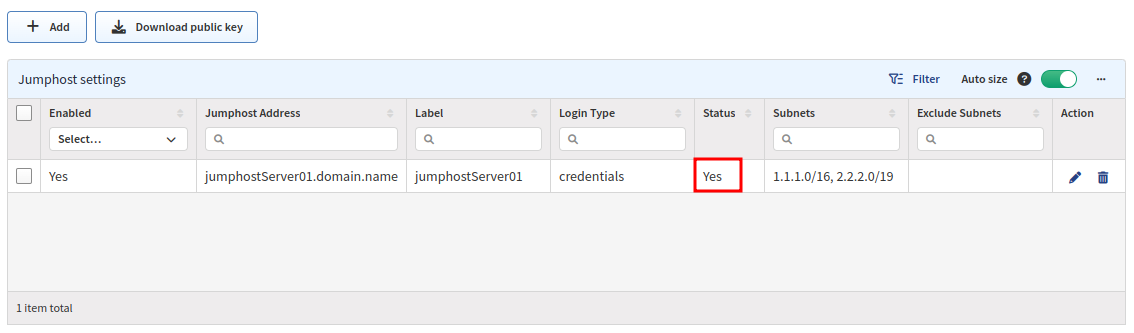 + Add Download public key
Jumphost settings Filter Auto size ? ...
Enabled Jumphost Address Label Login Type Status Subnets Exclude Subnets Action
Select...
Yes jumphostServer01.domain.name jumphostServer01 credentials Yes 1.1.1.0/16, 2.2.2.0/19
1 item total